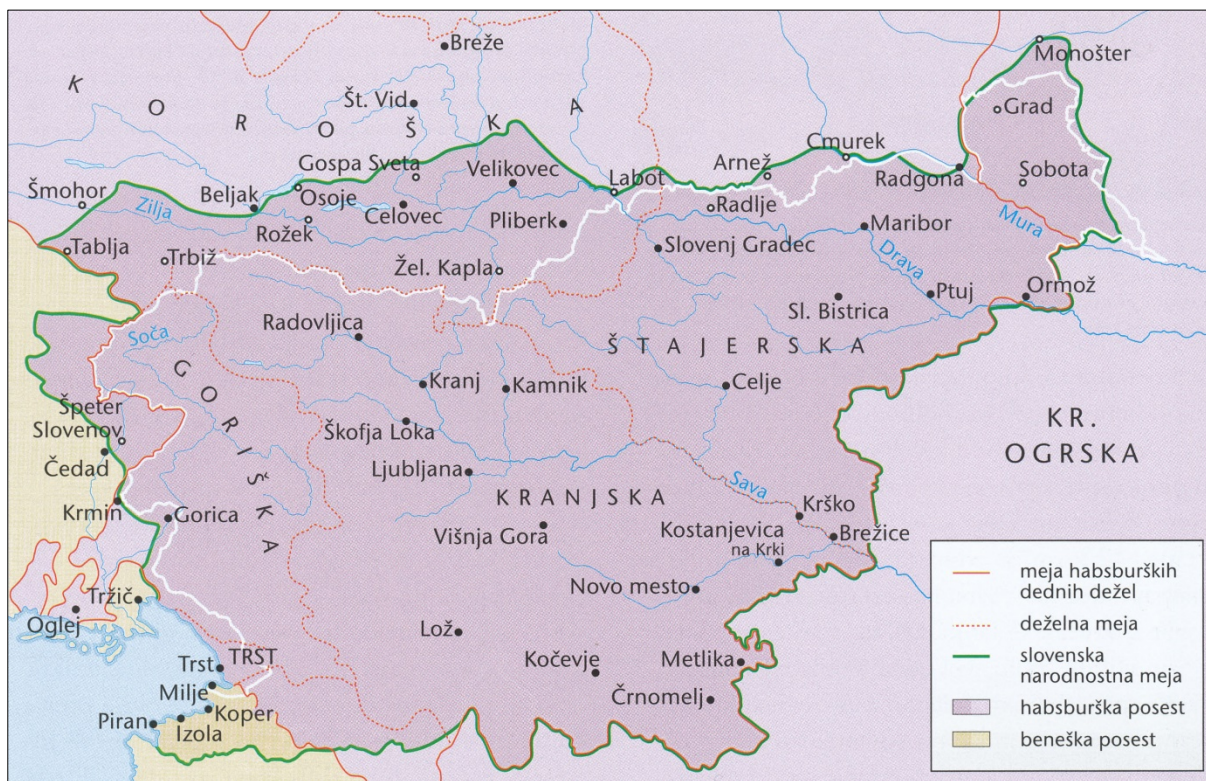 Breže
Monošter
KOROŠKA
Št. Vid
Grad
Cmurek
Gospa Sveta
Velikovec
Labot
Arnež
Radgona
Sobota
Šmohor
Beljak
Osoje
Zilja
Celovec
Radlje
Rožek
Pliberk
Maribor
Mura
Tablja
Trbiž
Slovenj Gradec
Drava
Žel. Kapla
Ptuj
Ormož
Sl. Bistrica
Soča
Radovljica
ŠTAJERSKA
GORIŠKA
Kranj
Kamnik
Celje
Špeter
Slovenov
Škofja Loka
KR.
OGRSKA
Čedad
Ljubljana
KRANJSKA
Sava
Krmin
Gorica
Krško
Višnja Gora
Kostanjevica
na Krki
Brežice
Novo mesto
Tržič
Oglej
Lož
Trst
TRST
Kočevje
Metlika
Milje
Črnomelj
Koper
Piran
Izola
meja habsburških
dednih dežel
deželna meja
slovenska
narodnostna meja
habsburška posest
beneška posest